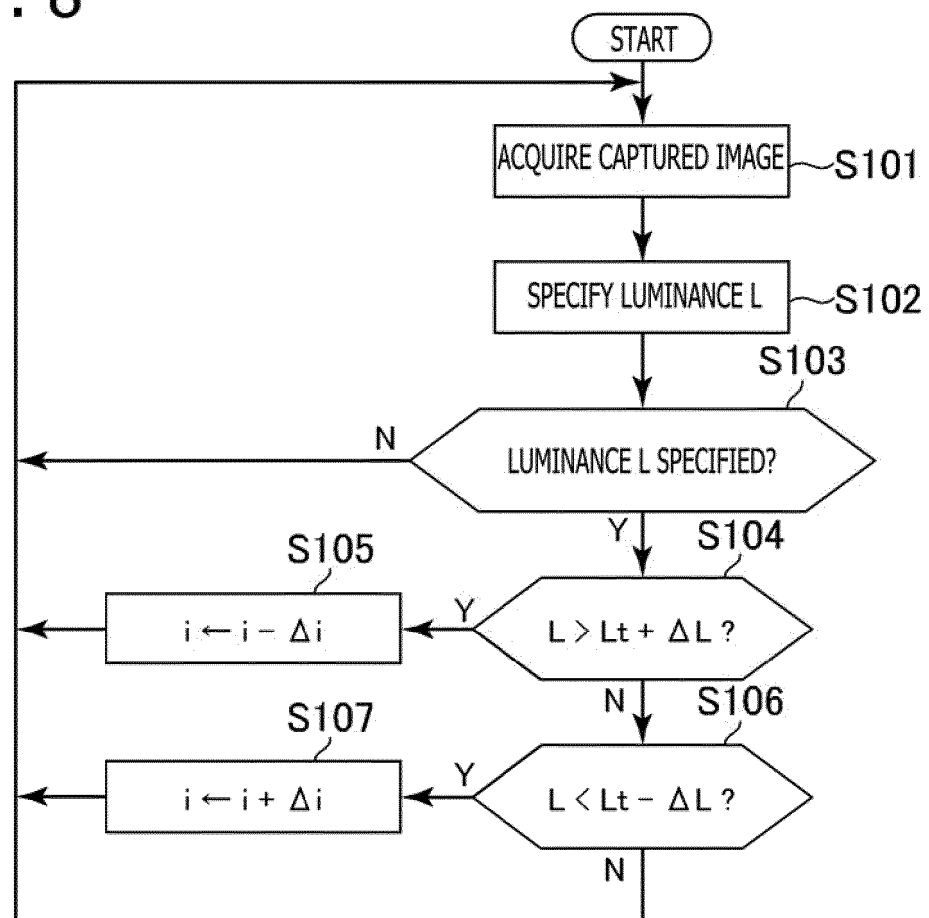 . 8
START
ACQUIRE CAPTURED IMAGE
S101
SPECIFY LUMINANCE L
S102
S103
LUMINANCE L SPECIFIED?
N
Y
S104
L > Lt + ΔL ?
Y
S105
i ← i - Δi
N
S106
L < Lt - ΔL ?
Y
S107
i ← i + Δi
N